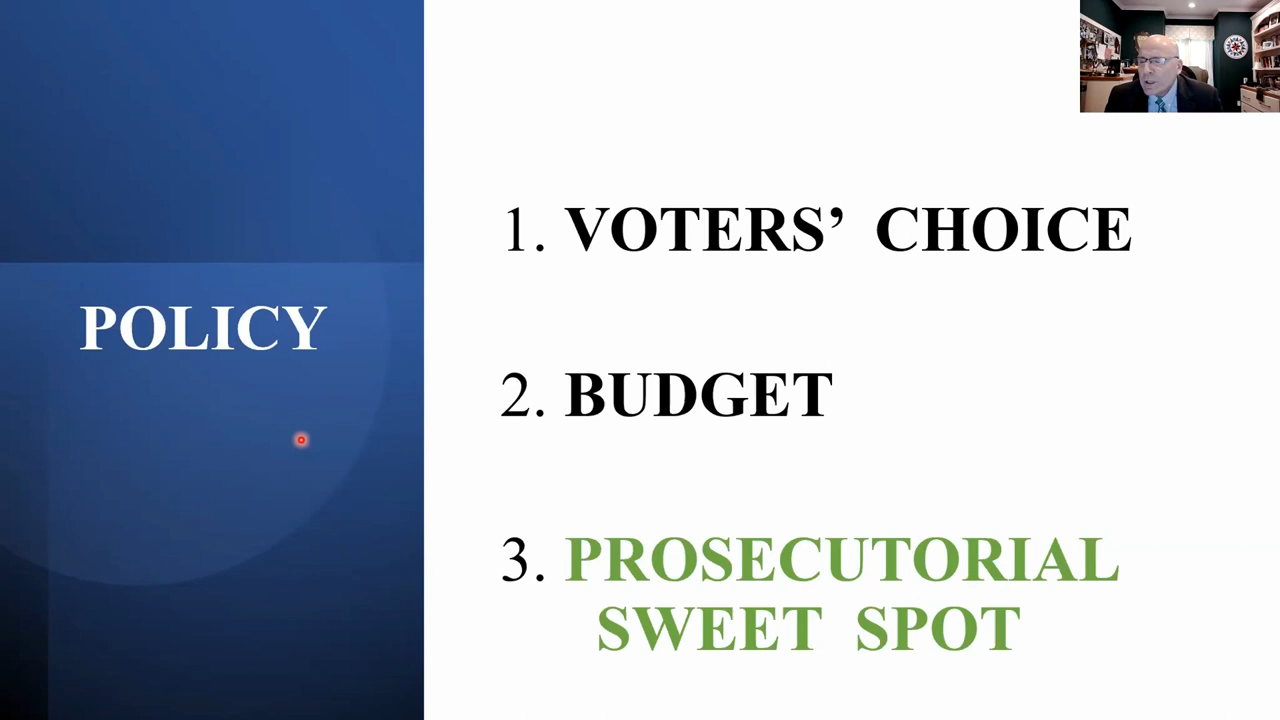 POLICY
1. VOTERS’ CHOICE
2. BUDGET
3. PROSECUTORIAL
SWEET SPOT